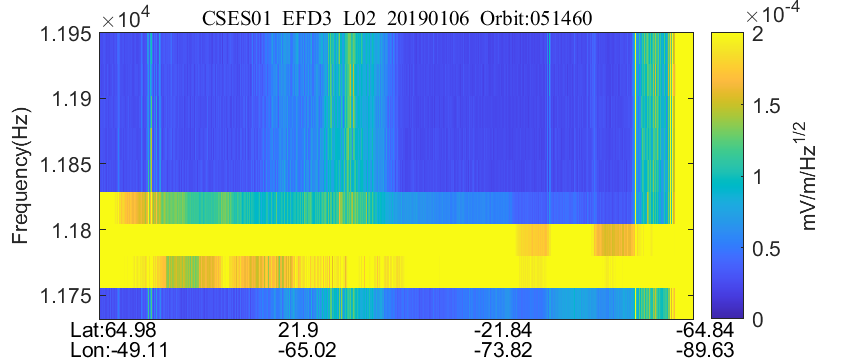 CSES01 EFD3 L02 20190106 Orbit:051460
×10⁴
×10⁻⁴
1.195
1.19
1.185
1.18
1.175
Frequency(Hz)
2
1.5
1
0.5
0
mV/m/Hz^1/2
Lat:64.98 21.9 -21.84 -64.84
Lon:-49.11 -65.02 -73.82 -89.63